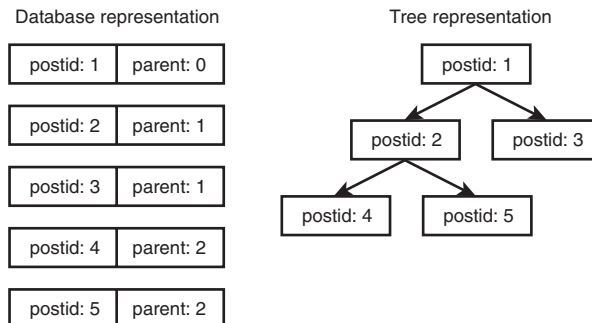 Database representation
postid: 1 parent: 0
postid: 2 parent: 1
postid: 3 parent: 1
postid: 4 parent: 2
postid: 5 parent: 2
Tree representation
postid: 1
postid: 2 postid: 3
postid: 4 postid: 5